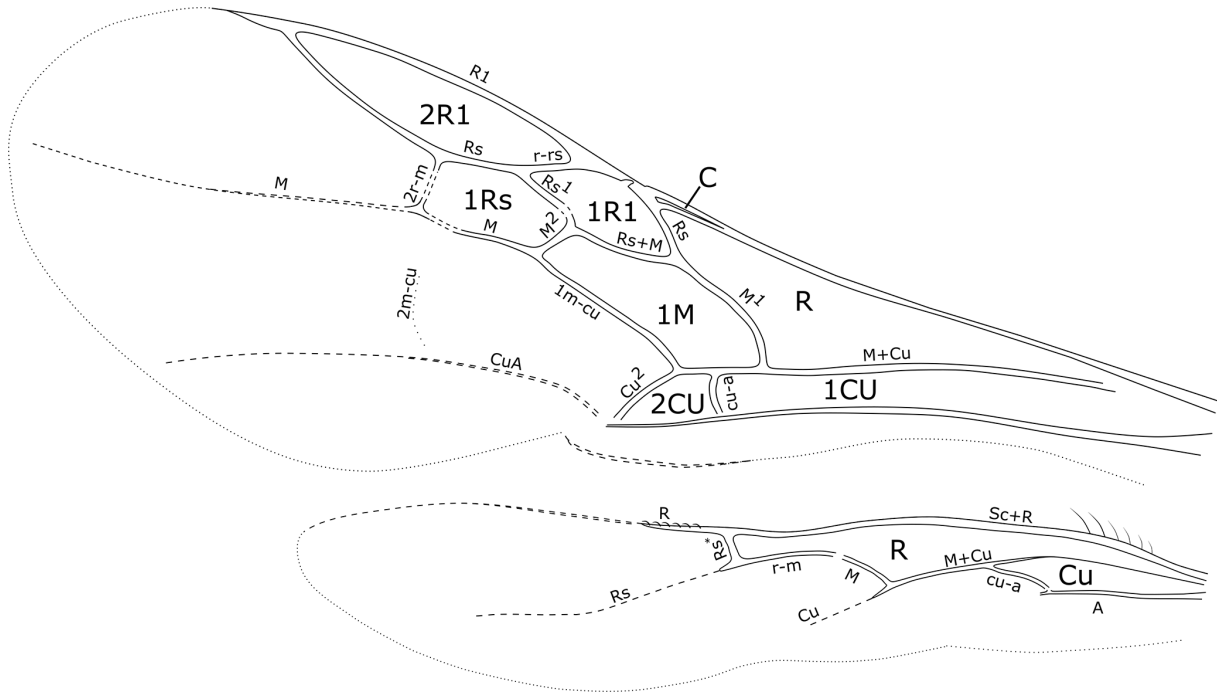 R1
2R1
Rs
r-rs
C
2r-m
M
1Rs
Rs1
1R1
Rs
M
M2
Rs+M
2m-cu
1m-cu
1M
M1
R
CuA
M+Cu
Cu2
2CU
cu-a
1CU
R
Sc+R
Rs*
R
r-m
M
M+Cu
Cu
cu-a
Rs
Cu
A